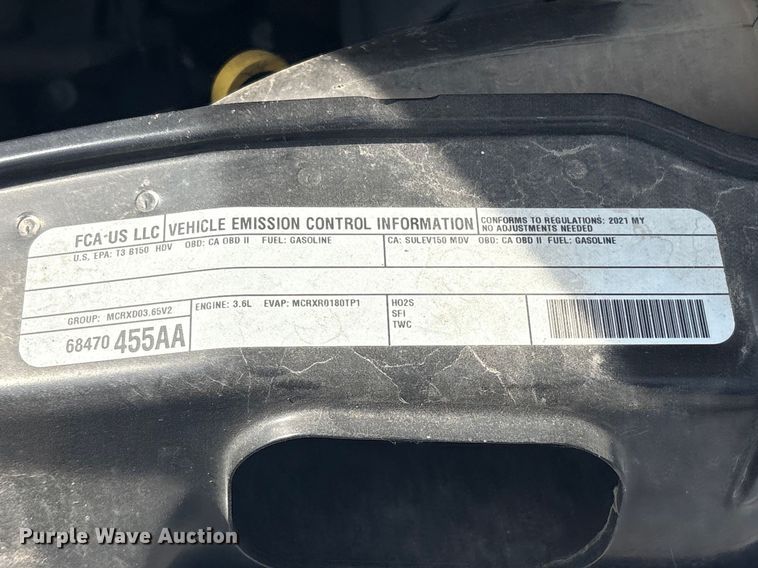 FCA-US LLC VEHICLE EMISSION CONTROL INFORMATION
CONFORMS TO REGULATIONS: 2021 MY
NO ADJUSTMENTS NEEDED
U.S. EPA: T3 B150 HDV OBD: CA OBD II FUEL: GASOLINE
CA: SULEV150 MDV OBD: CA OBD II FUEL: GASOLINE
GROUP: MCRXD03.65V2
ENGINE: 3.6L EVAP: MCRXR0180TP1
HO2S
SFI
TWC
68470 455AA
Purple Wave Auction